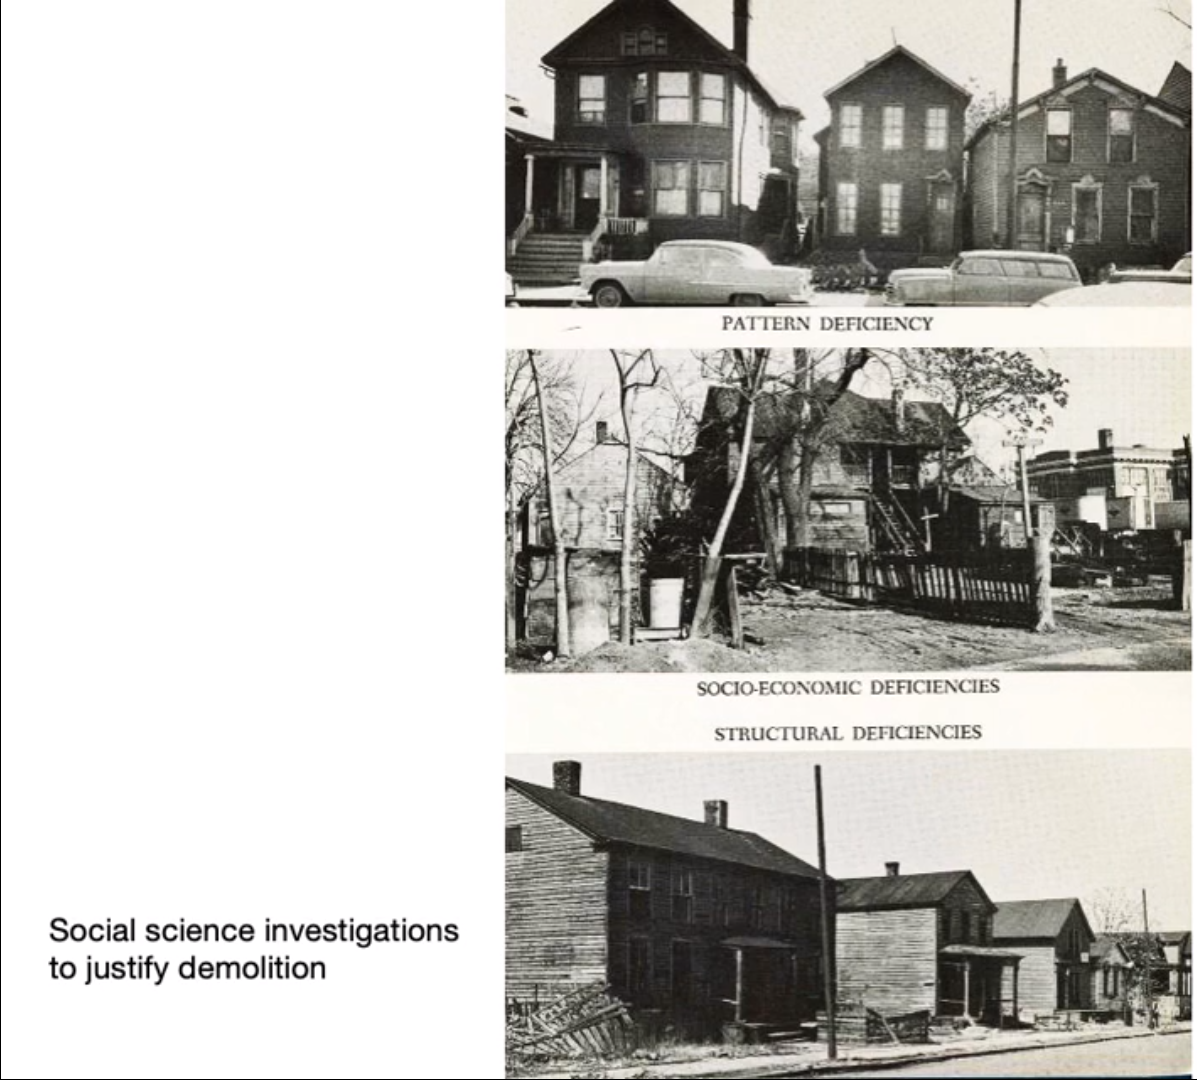 PATTERN DEFICIENCY
SOCIO-ECONOMIC DEFICIENCIES
STRUCTURAL DEFICIENCIES
Social science investigations
to justify demolition